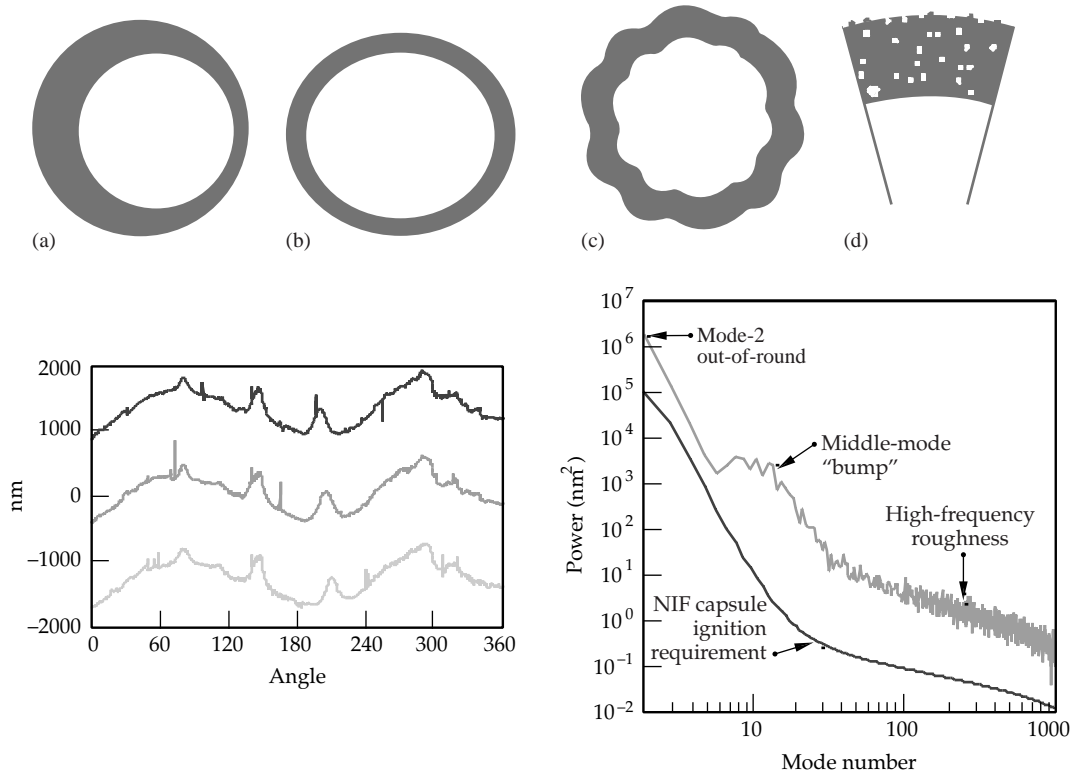 (a)
(b)
(c)
(d)
2000
1000
0
−1000
−2000
nm
0
60
120
180
240
300
360
Angle
10^7
10^6
10^5
10^4
10^3
10^2
10^1
10^0
10^-1
10^-2
Power (nm^2)
Mode-2
out-of-round
Middle-mode
“bump”
High-frequency
roughness
NIF capsule
ignition
requirement
10
100
1000
Mode number